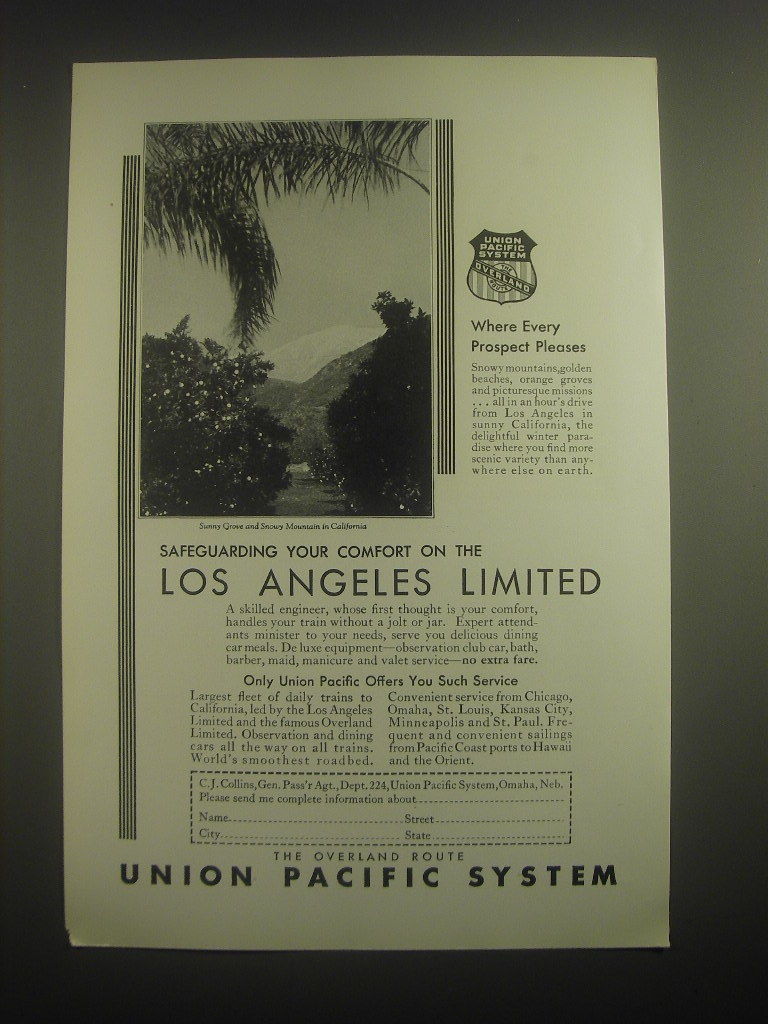 UNION
PACIFIC
SYSTEM
THE
OVERLAND
ROUTE
Where Every
Prospect Pleases
Snowy mountains, golden
beaches, orange groves
and picturesque missions
. . . all in an hour's drive
from Los Angeles in
sunny California, the
delightful winter para-
dise where you find more
scenic variety than any-
where else on earth.
Sunny Grove and Snowy Mountain in California
SAFEGUARDING YOUR COMFORT ON THE
LOS ANGELES LIMITED
A skilled engineer, whose first thought is your comfort,
handles your train without a jolt or jar. Expert attend-
ants minister to your needs, serve you delicious dining
car meals. De luxe equipment—observation club car, bath,
barber, maid, manicure and valet service—no extra fare.
Only Union Pacific Offers You Such Service
Largest fleet of daily trains to
California, led by the Los Angeles
Limited and the famous Overland
Limited. Observation and dining
cars all the way on all trains.
World's smoothest roadbed.
Convenient service from Chicago,
Omaha, St. Louis, Kansas City,
Minneapolis and St. Paul. Fre-
quent and convenient sailings
from Pacific Coast ports to Hawaii
and the Orient.
C. J. Collins, Gen. Pass'r Agt., Dept. 224, Union Pacific System, Omaha, Neb.
Please send me complete information about
Name Street
City State
THE OVERLAND ROUTE
UNION PACIFIC SYSTEM